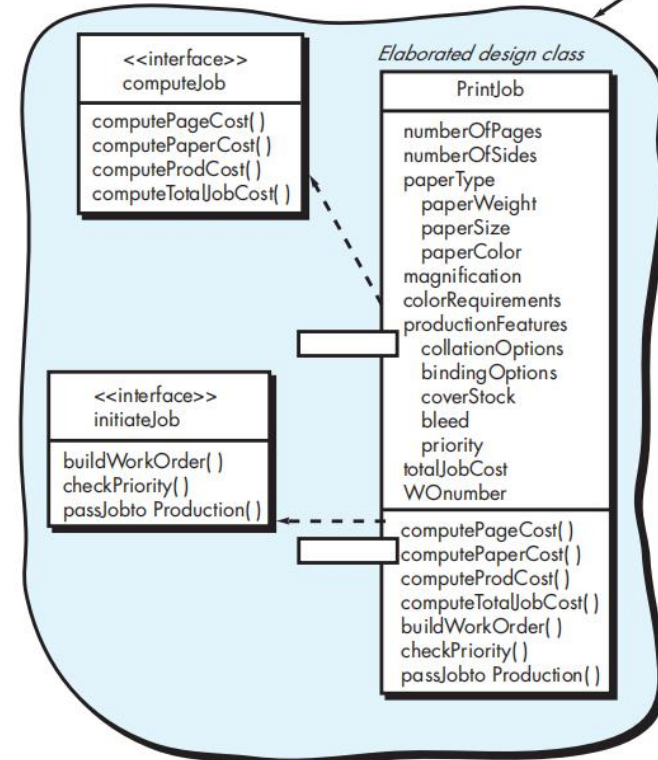 <<interface>>
computeJob
computePageCost( )
computePaperCost( )
computeProdCost( )
computeTotalJobCost( )
<<interface>>
initiateJob
buildWorkOrder( )
checkPriority( )
passJobto Production( )
Elaborated design class
PrintJob
numberOfPages
numberOfSides
paperType
paperWeight
paperSize
paperColor
magnification
colorRequirements
productionFeatures
collationOptions
bindingOptions
coverStock
bleed
priority
totalJobCost
WOnumber
computePageCost( )
computePaperCost( )
computeProdCost( )
computeTotalJobCost( )
buildWorkOrder( )
checkPriority( )
passJobto Production( )